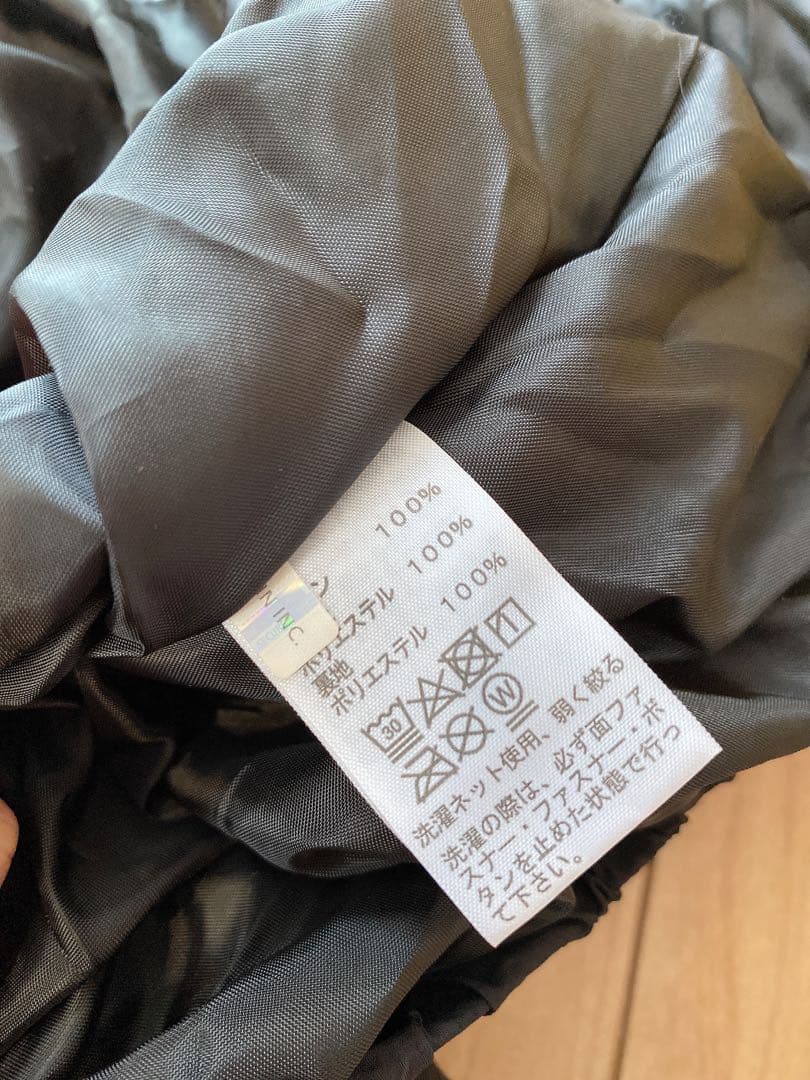 100%
ン
ポリエステル 100%
裏地
ポリエステル 100%
30
W
洗濯ネット使用、弱く絞る
洗濯の際は、必ず面ファ
スナー・ファスナー・ボ
タンを止めた状態で行っ
て下さい。
N INC.